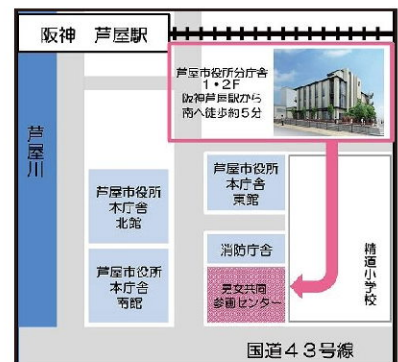 阪神 芦屋駅
芦屋市役所分庁舎
1・2F
阪神芦屋駅から
南へ徒歩約5分
芦屋川
芦屋市役所
本庁舎
北館
芦屋市役所
本庁舎
東館
芦屋市役所
本庁舎
南館
消防庁舎
男女共同
参画センター
精道小学校
国道43号線